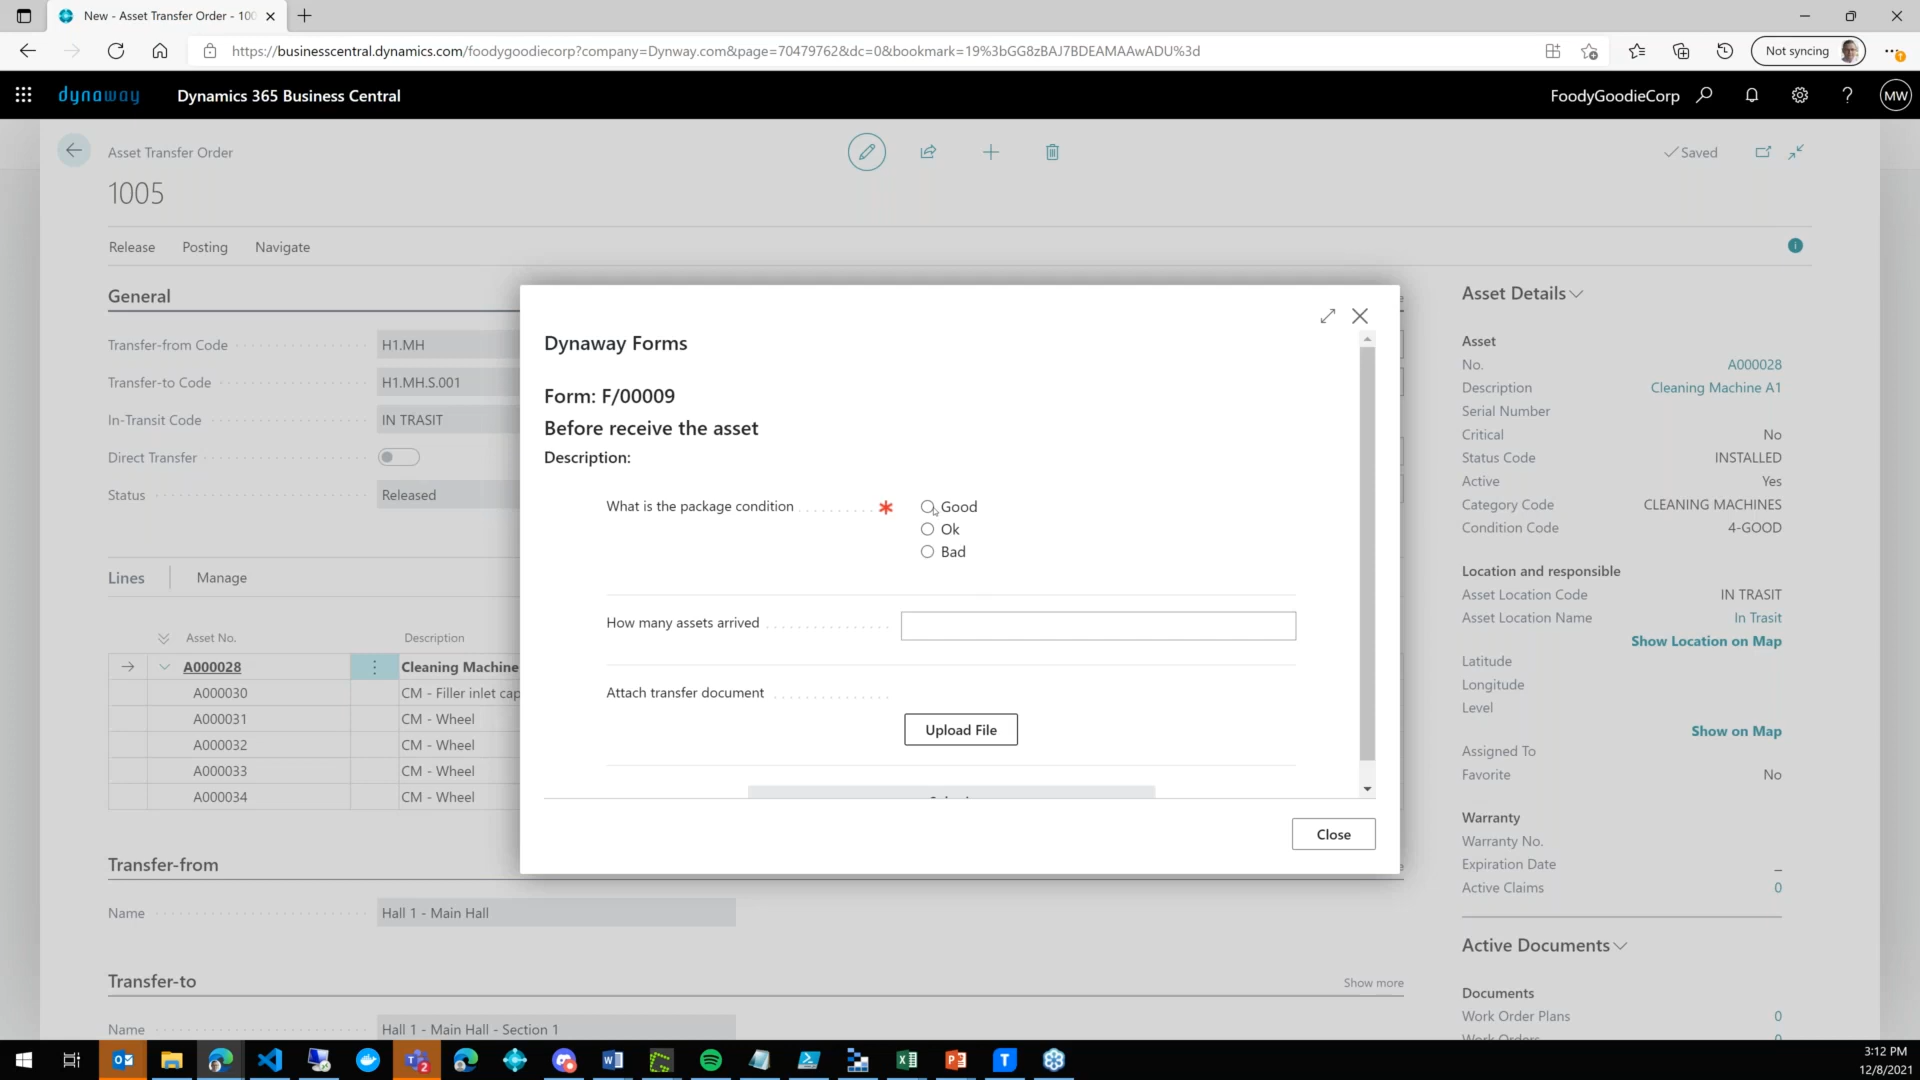 New - Asset Transfer Order - 100
Not syncing
https://businesscentral.dynamics.com/foodygoodiecorp?company=Dynway.com&page=70479762&dc=0&bookmark=19%3bGG8zBAJ7BDEAMAAwADU%3d
dynaway
Dynamics 365 Business Central
FoodyGoodieCorp
?
MW
Asset Transfer Order
Saved
1005
Release Posting Navigate
General
Transfer-from Code H1.MH
Transfer-to Code H1.MH.S.001
In-Transit Code IN TRASIT
Direct Transfer
Status Released
Lines Manage
Asset No. Description
A000028 Cleaning Machine
A000030 CM - Filler inlet cap
A000031 CM - Wheel
A000032 CM - Wheel
A000033 CM - Wheel
A000034 CM - Wheel
Transfer-from
Name Hall 1 - Main Hall
Transfer-to Show more
Name Hall 1 - Main Hall - Section 1
Dynaway Forms
Form: F/00009
Before receive the asset
Description:
What is the package condition * Good
Ok
Bad
How many assets arrived
Attach transfer document
Upload File
Close
Asset Details
Asset
No. A000028
Description Cleaning Machine A1
Serial Number
Critical No
Status Code INSTALLED
Active Yes
Category Code CLEANING MACHINES
Condition Code 4-GOOD
Location and responsible
Asset Location Code IN TRASIT
Asset Location Name In Trasit
Show Location on Map
Latitude
Longitude
Level
Show on Map
Assigned To
Favorite No
Warranty
Warranty No.
Expiration Date _
Active Claims 0
Active Documents
Documents
Work Order Plans 0
Work Orders 0
3:12 PM
12/8/2021